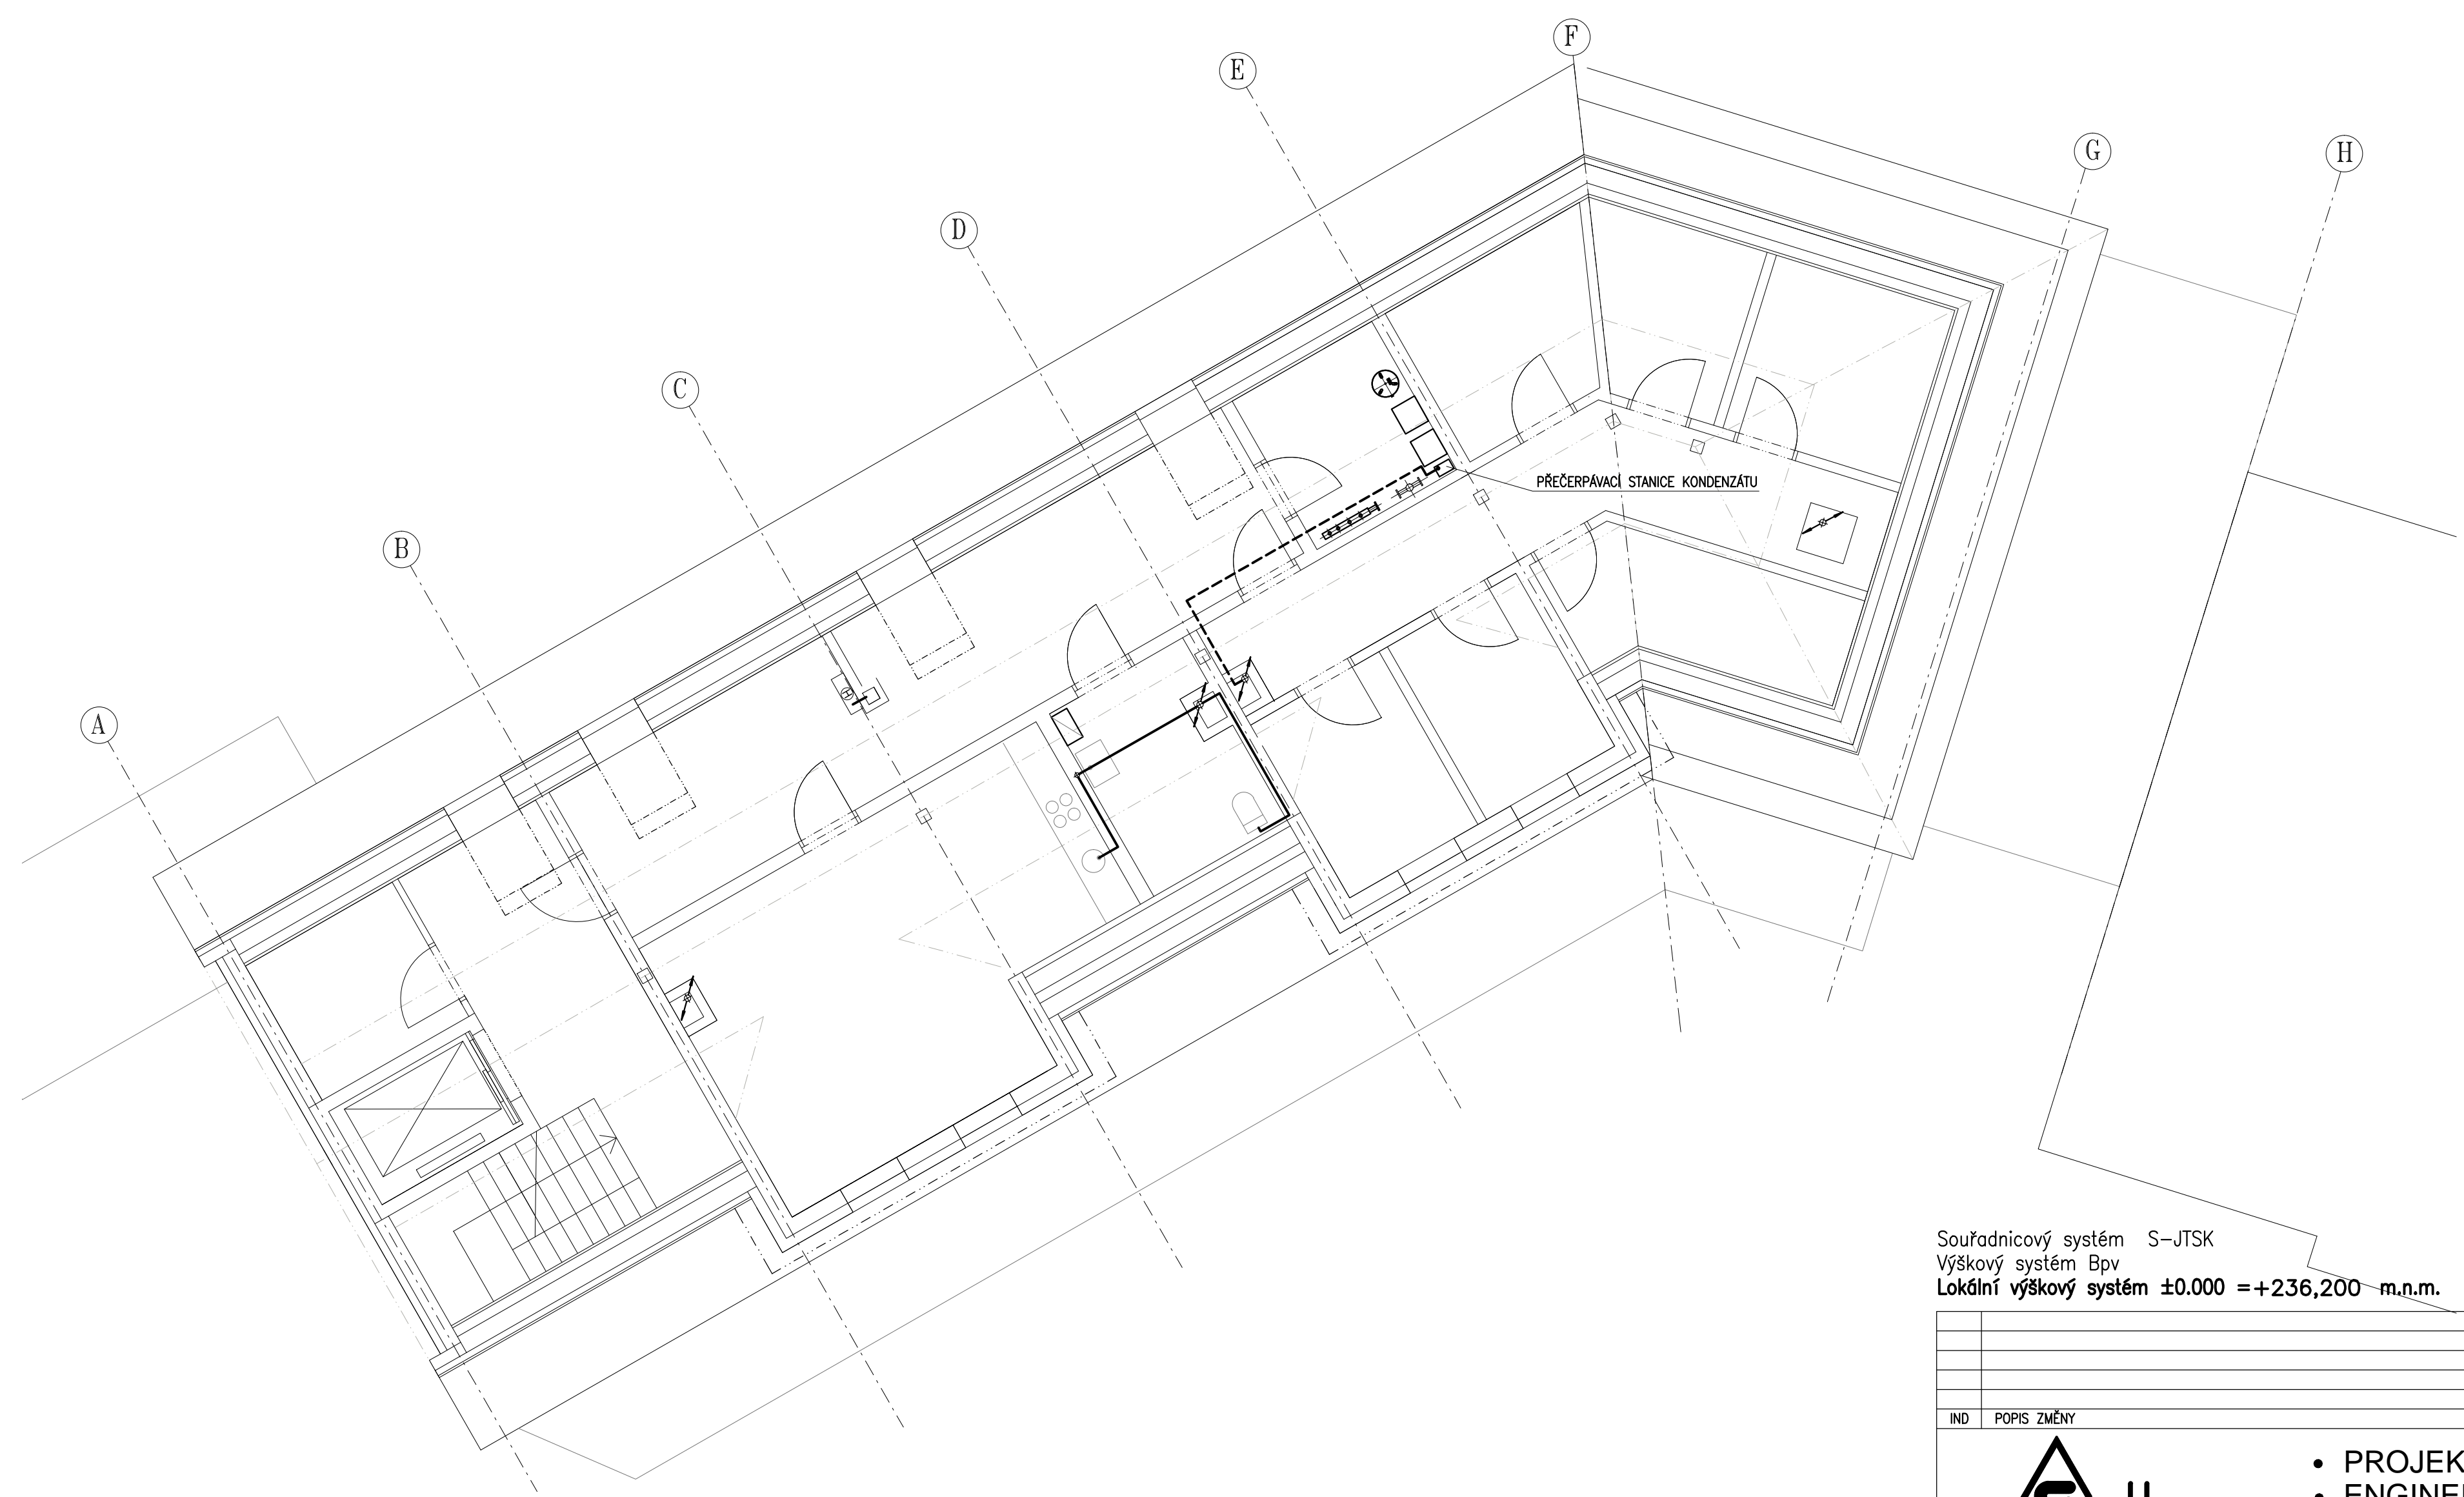 F
E
G
H
D
C
PŘEČERPÁVACÍ STANICE KONDENZÁTU
B
A
Souřadnicový systém S-JTSK
Výškový systém Bpv
Lokální výškový systém ±0.000 =+236,200 m.n.m.
IND POPIS ZMĚNY
• PROJEK